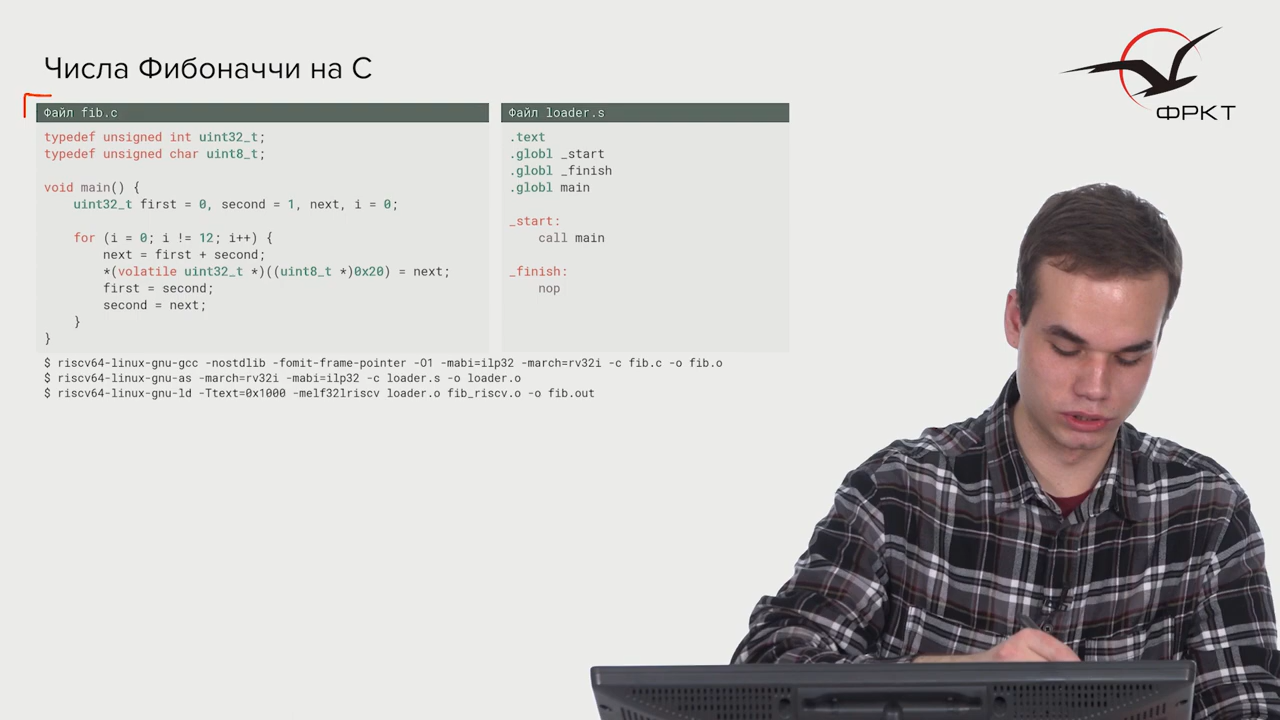 Числа Фибоначчи на C
ФРКТ
Файл fib.c
typedef unsigned int uint32_t;
typedef unsigned char uint8_t;
void main() {
uint32_t first = 0, second = 1, next, i = 0;
for (i = 0; i != 12; i++) {
next = first + second;
*(volatile uint32_t *)((uint8_t *)0x20) = next;
first = second;
second = next;
}
}
Файл loader.s
.text
.globl _start
.globl _finish
.globl main
_start:
call main
_finish:
nop
$ riscv64-linux-gnu-gcc -nostdlib -fomit-frame-pointer -O1 -mabi=ilp32 -march=rv32i -c fib.c -o fib.o
$ riscv64-linux-gnu-as -march=rv32i -mabi=ilp32 -c loader.s -o loader.o
$ riscv64-linux-gnu-ld -Ttext=0x1000 -melf32lriscv loader.o fib_riscv.o -o fib.out